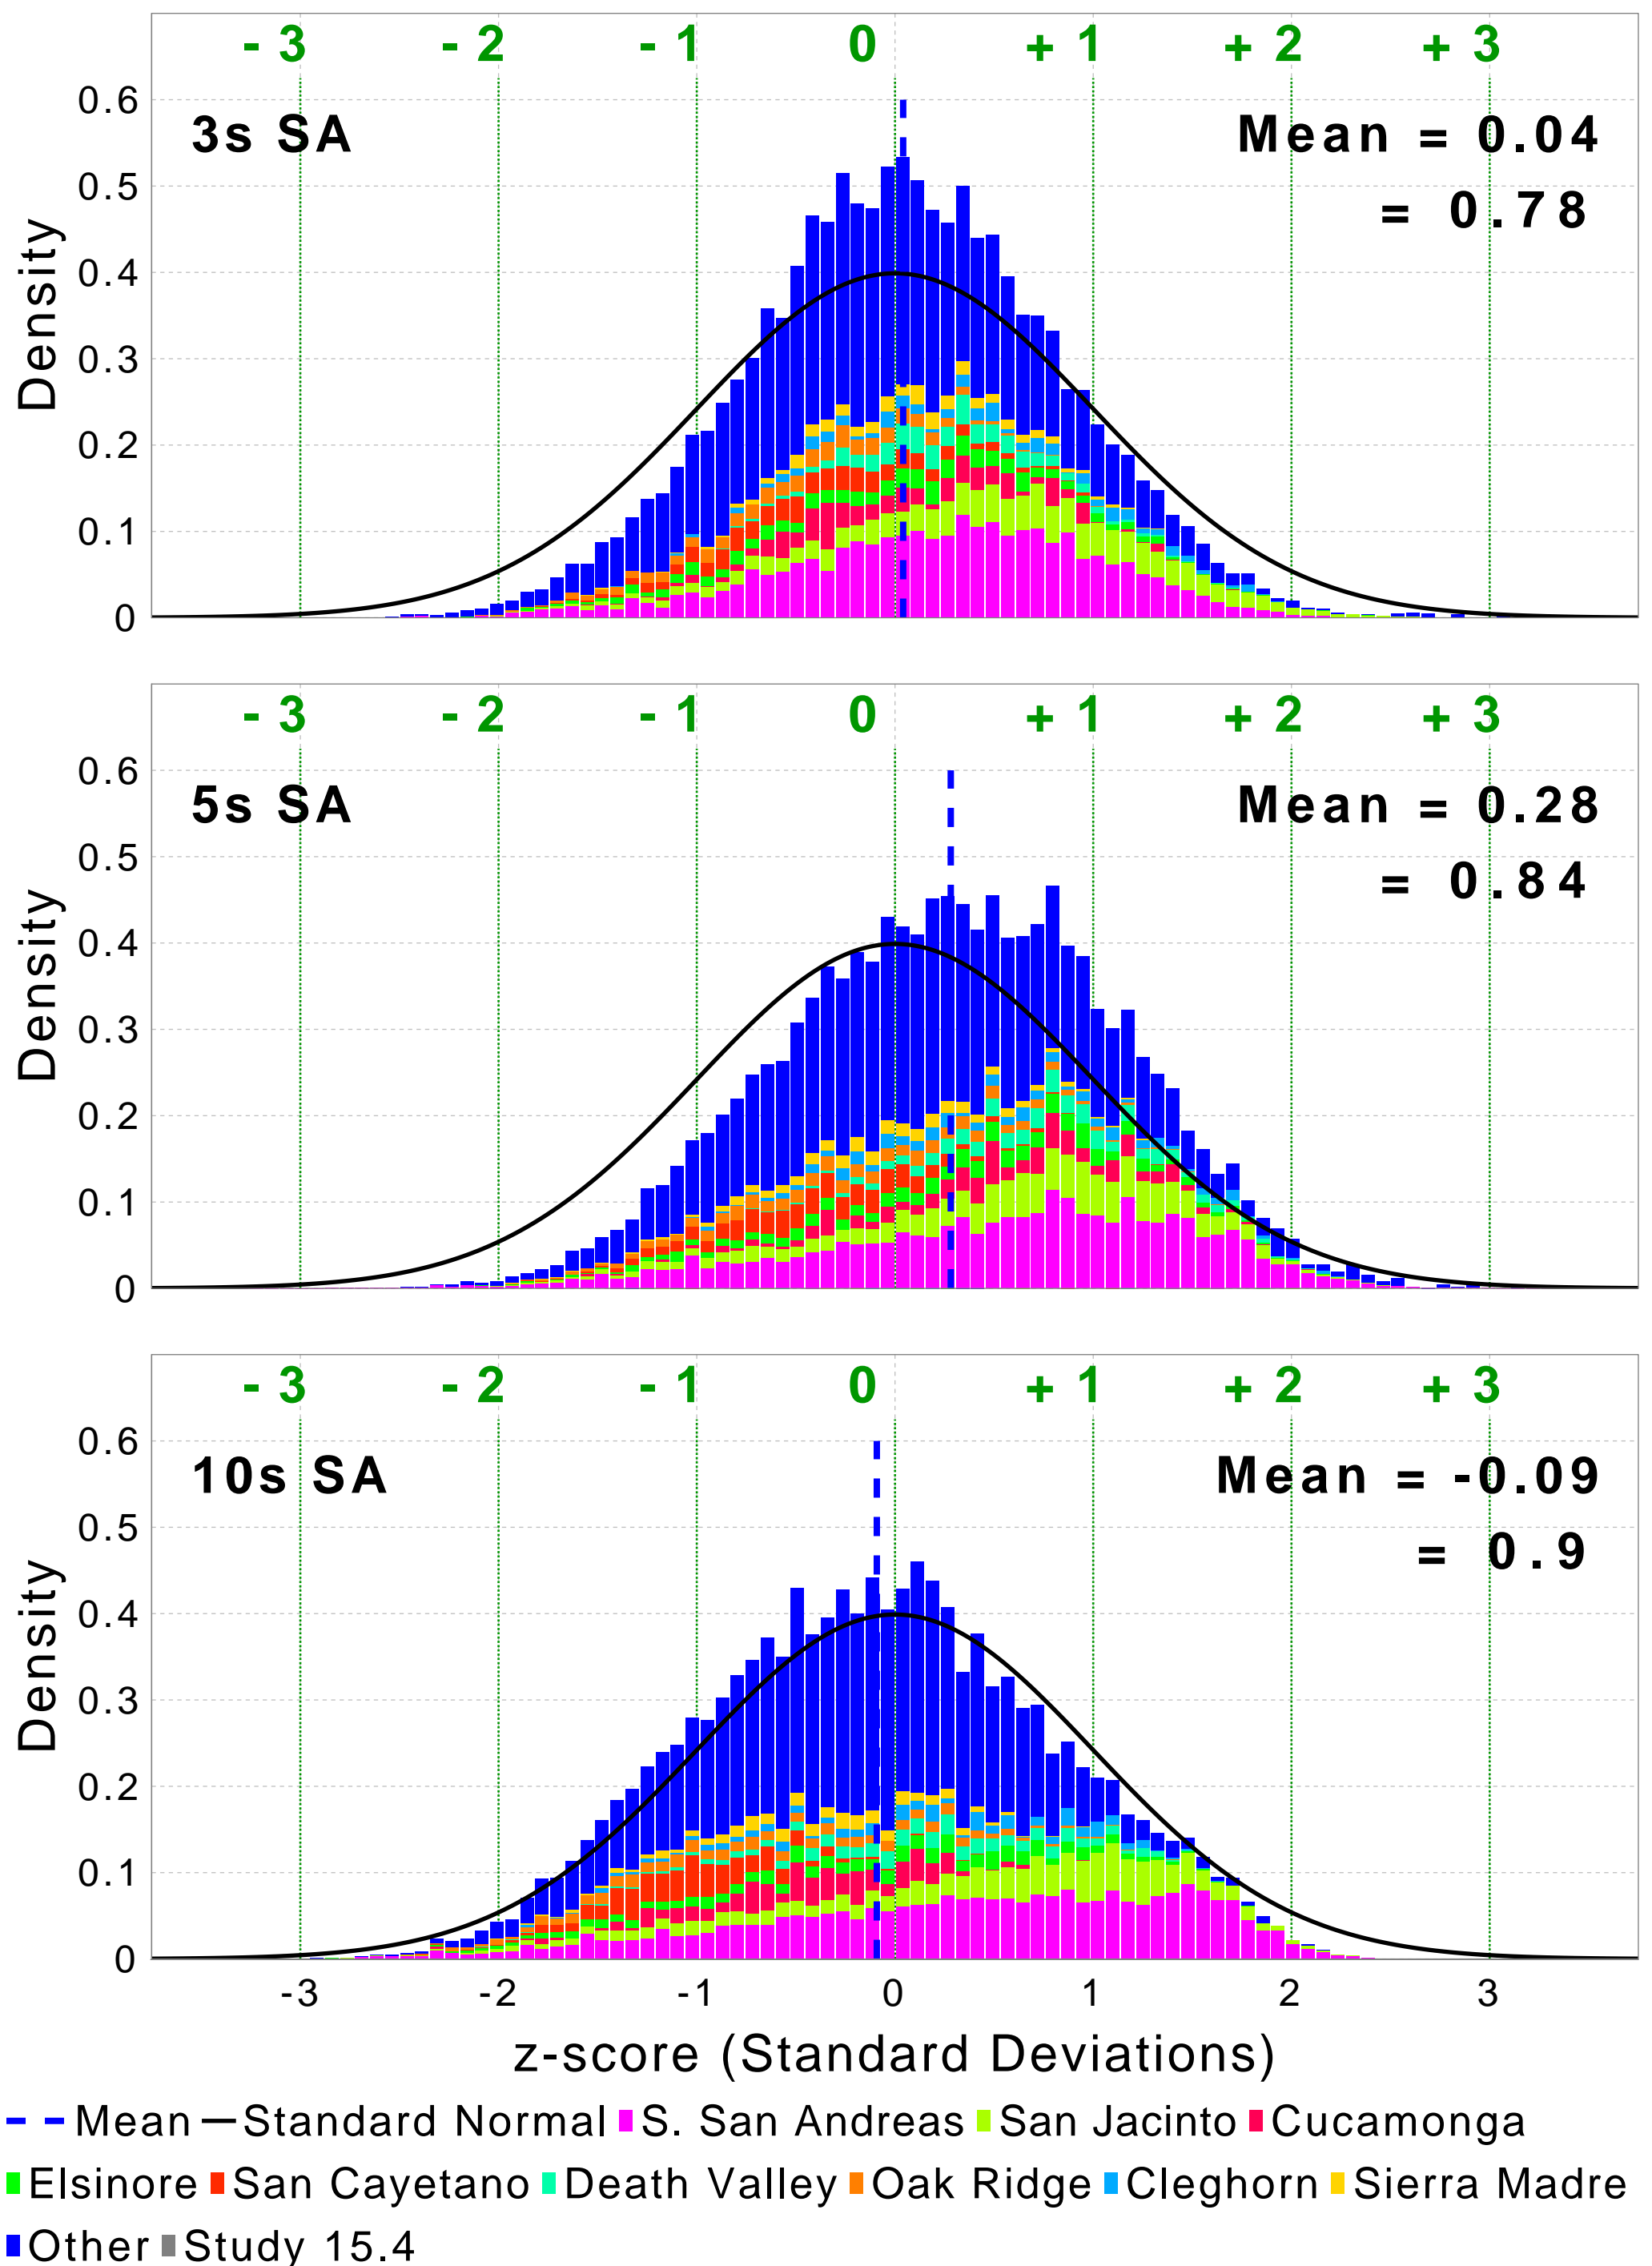 - 3 - 2 - 1 0 + 1 + 2 + 3
0.6
3s SA Mean = 0.04
0.5
= 0.78
0.4
0.3
0.2
0.1
0
Density
- 3 - 2 - 1 0 + 1 + 2 + 3
0.6
5s SA Mean = 0.28
0.5
= 0.84
0.4
0.3
0.2
0.1
0
Density
- 3 - 2 - 1 0 + 1 + 2 + 3
0.6
10s SA Mean = -0.09
0.5
= 0.9
0.4
0.3
0.2
0.1
0
Density
-3 -2 -1 0 1 2 3
z-score (Standard Deviations)
Mean Standard Normal S. San Andreas San Jacinto Cucamonga
Elsinore San Cayetano Death Valley Oak Ridge Cleghorn Sierra Madre
Other Study 15.4